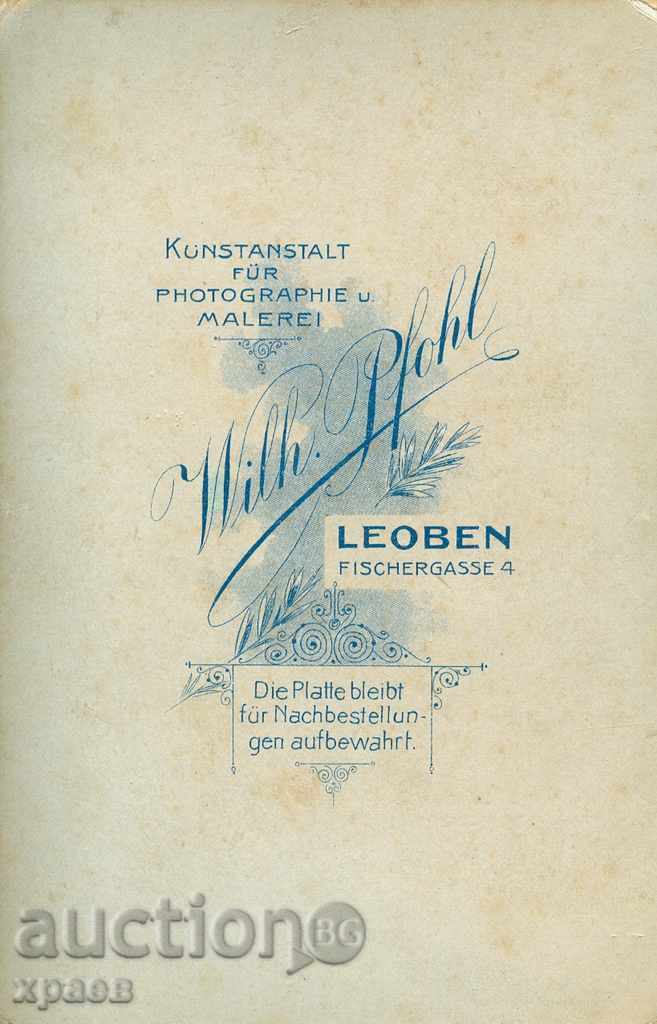 KUNSTANSTALT
FÜR
PHOTOGRAPHIE U.
MALEREI
Wilh. Pfohl
LEOBEN
FISCHERGASSE 4
Die Platte bleibt
für Nachbestellun-
gen aufbewahrt.
auction BG
храев